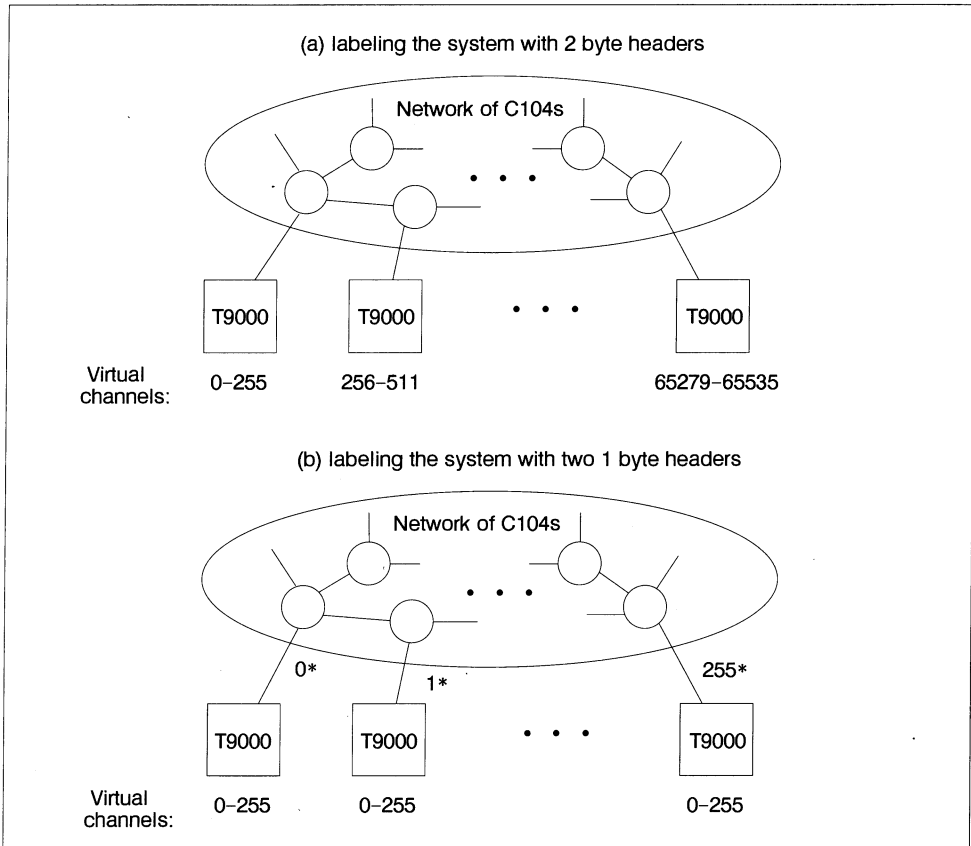 (a) labeling the system with 2 byte headers
Network of C104s
T9000 T9000 T9000
Virtual channels: 0–255 256–511 65279–65535
(b) labeling the system with two 1 byte headers
Network of C104s
0* 1* 255*
T9000 T9000 T9000
Virtual channels: 0–255 0–255 0–255